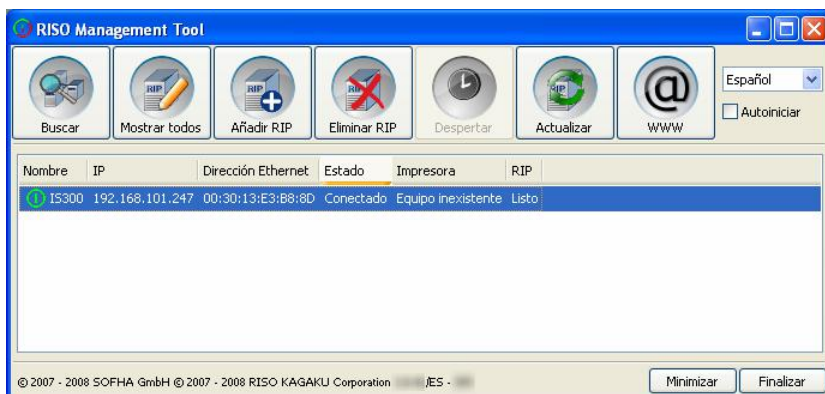 RISO Management Tool
RIP RIP RIP RIP
Buscar Mostrar todos Añadir RIP Eliminar RIP Despertar Actualizar WWW
Español
Autoiniciar
Nombre IP Dirección Ethernet Estado Impresora RIP
IS300 192.168.101.247 00:30:13:E3:B8:8D Conectado Equipo inexistente Listo
© 2007 - 2008 SOFHA GmbH © 2007 - 2008 RISO KAGAKU Corporation /ES -
Minimizar Finalizar